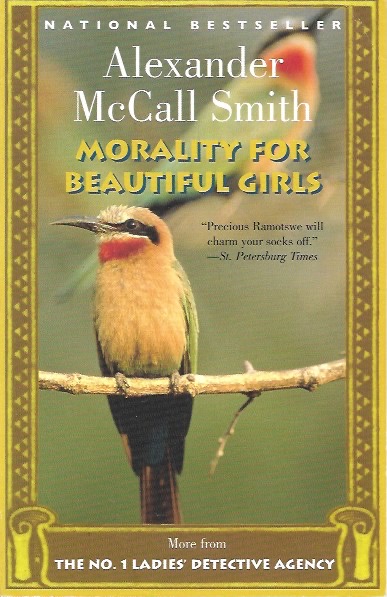 NATIONAL BESTSELLER
Alexander
McCall Smith
MORALITY FOR
BEAUTIFUL GIRLS
“Precious Ramotswe will
charm your socks off.”
—St. Petersburg Times
More from
THE NO. 1 LADIES' DETECTIVE AGENCY